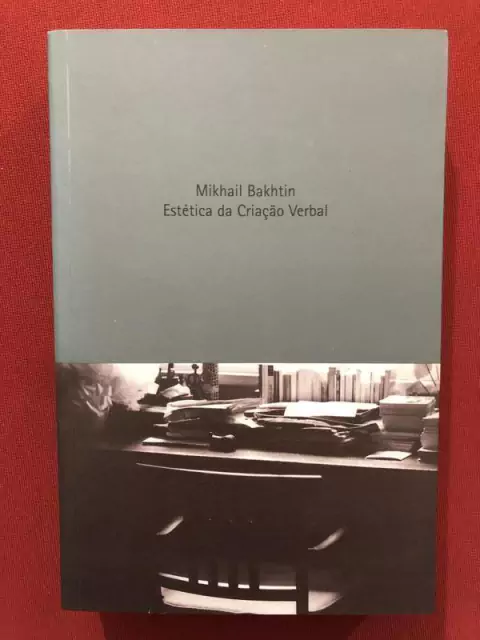 Mikhail Bakhtin
Estética da Criação Verbal